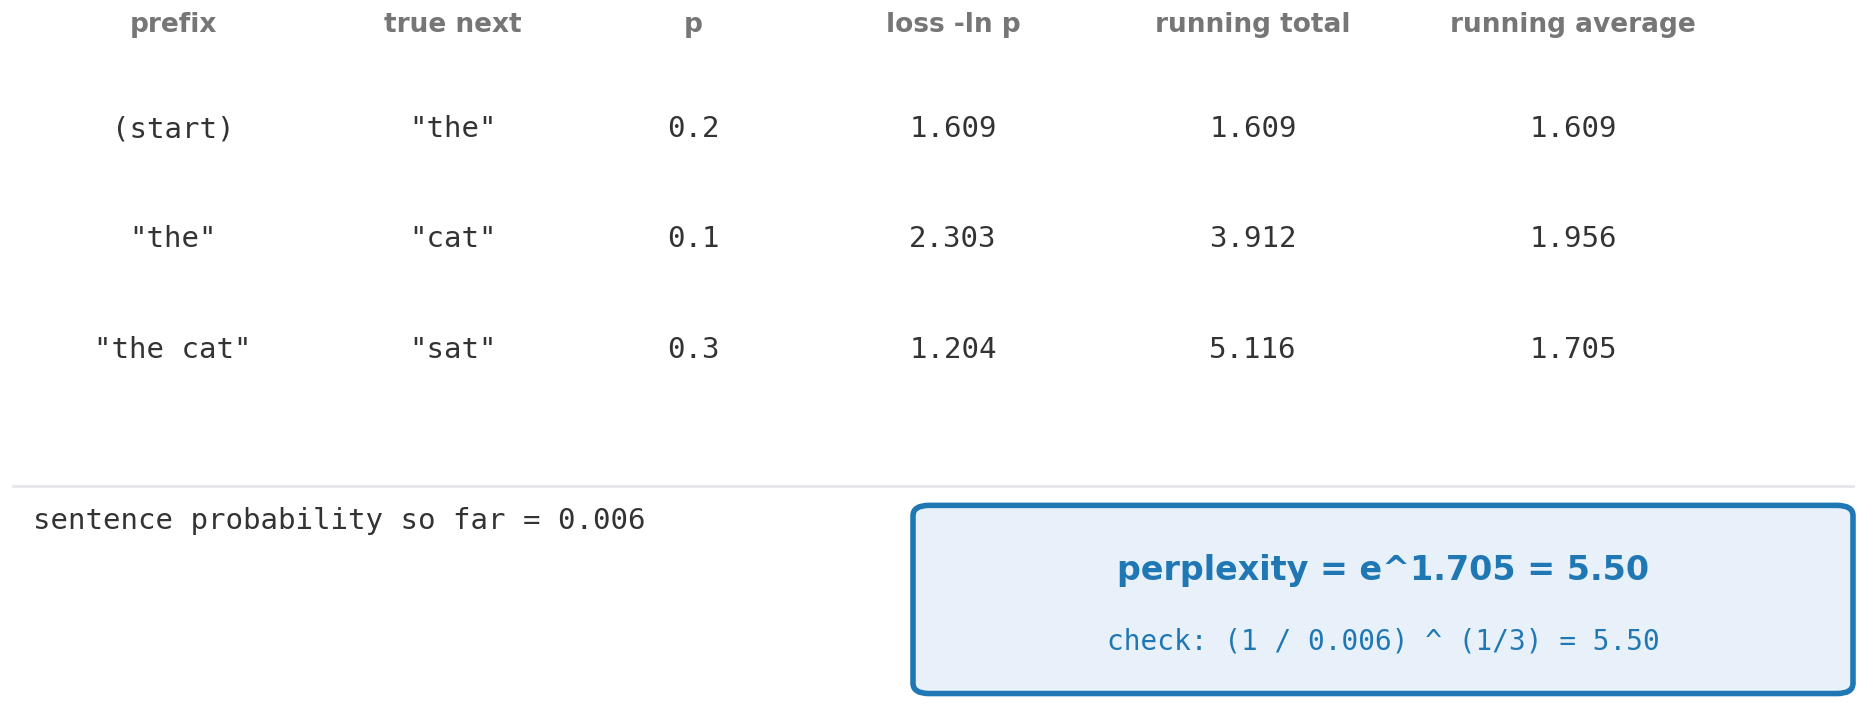 prefix true next p loss -ln p running total running average
(start) "the" 0.2 1.609 1.609 1.609
"the" "cat" 0.1 2.303 3.912 1.956
"the cat" "sat" 0.3 1.204 5.116 1.705
sentence probability so far = 0.006
perplexity = e^1.705 = 5.50
check: (1 / 0.006) ^ (1/3) = 5.50